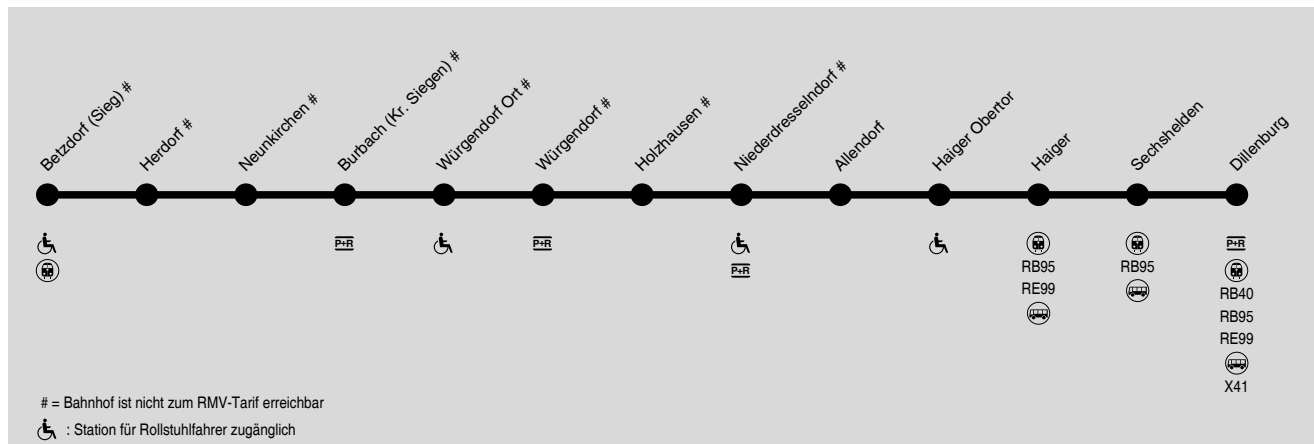 Betzdorf (Sieg) #
Herdorf #
Neunkirchen #
Burbach (Kr. Siegen) #
Würgendorf Ort #
Würgendorf #
Holzhausen #
Niederdresselndorf #
Allendorf
Haiger Obertor
Haiger
Sechshelden
Dillenburg
P+R
P+R
P+R
RB95
RE99
RB95
P+R
RB40
RB95
RE99
X41
# = Bahnhof ist nicht zum RMV-Tarif erreichbar
: Station für Rollstuhlfahrer zugänglich